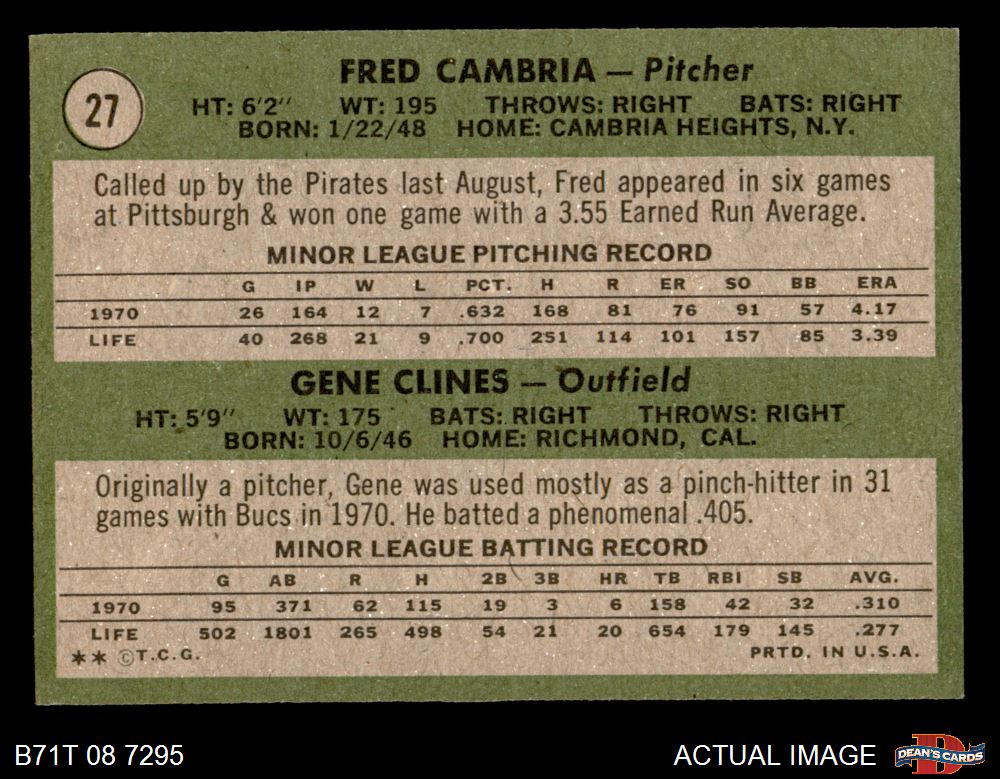 27
FRED CAMBRIA — Pitcher
HT: 6'2" WT: 195 THROWS: RIGHT BATS: RIGHT
BORN: 1/22/48 HOME: CAMBRIA HEIGHTS, N.Y.
Called up by the Pirates last August, Fred appeared in six games
at Pittsburgh & won one game with a 3.55 Earned Run Average.
MINOR LEAGUE PITCHING RECORD
G IP W L PCT. H R ER SO BB ERA
1970 26 164 12 7 .632 168 81 76 91 57 4.17
LIFE 40 268 21 9 .700 251 114 101 157 85 3.39
GENE CLINES — Outfield
HT: 5'9" WT: 175 BATS: RIGHT THROWS: RIGHT
BORN: 10/6/46 HOME: RICHMOND, CAL.
Originally a pitcher, Gene was used mostly as a pinch-hitter in 31
games with Bucs in 1970. He batted a phenomenal .405.
MINOR LEAGUE BATTING RECORD
G AB R H 2B 3B HR TB RBI SB AVG.
1970 95 371 62 115 19 3 6 158 42 32 .310
LIFE 502 1801 265 498 54 21 20 654 179 145 .277
** ©T.C.G. PRTD. IN U.S.A.
B71T 08 7295 ACTUAL IMAGE DEAN'S CARDS